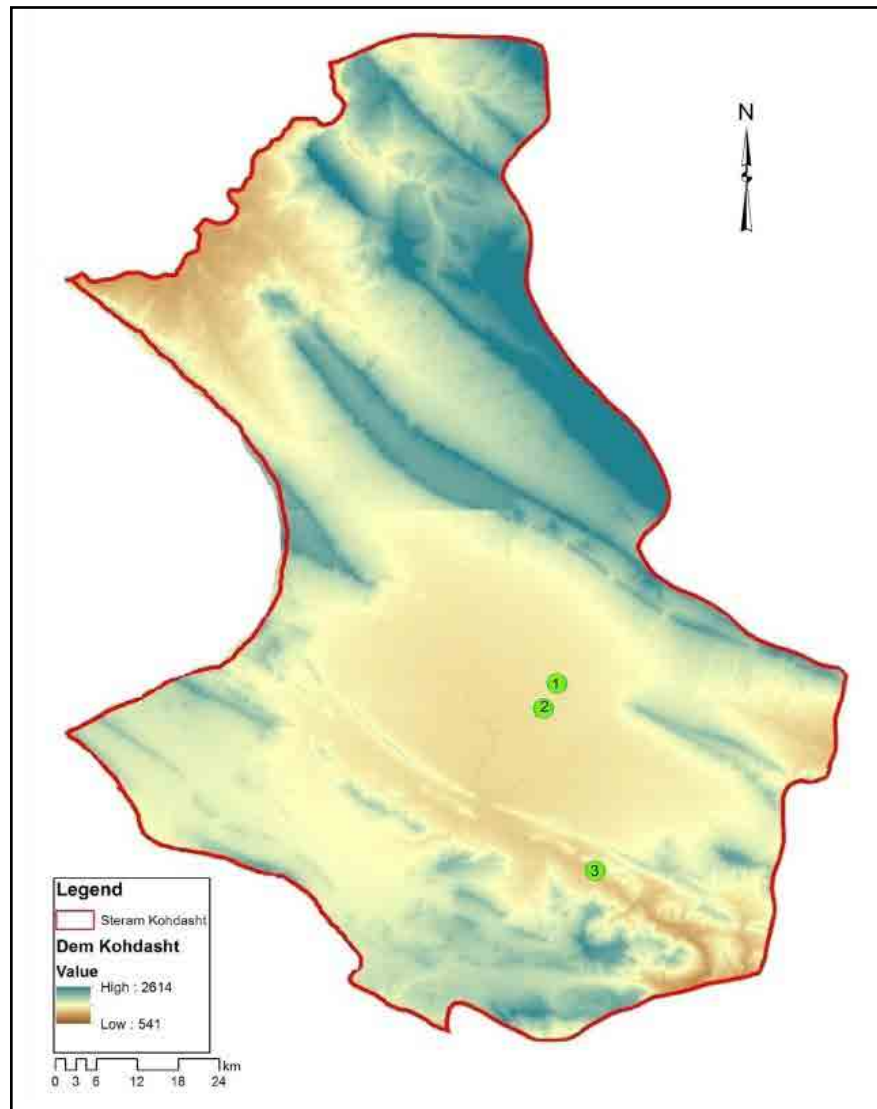 N
1
2
3
Legend
Steram Kohdasht
Dem Kohdasht
Value
High : 2614
Low : 541
km
0 3 6 12 18 24